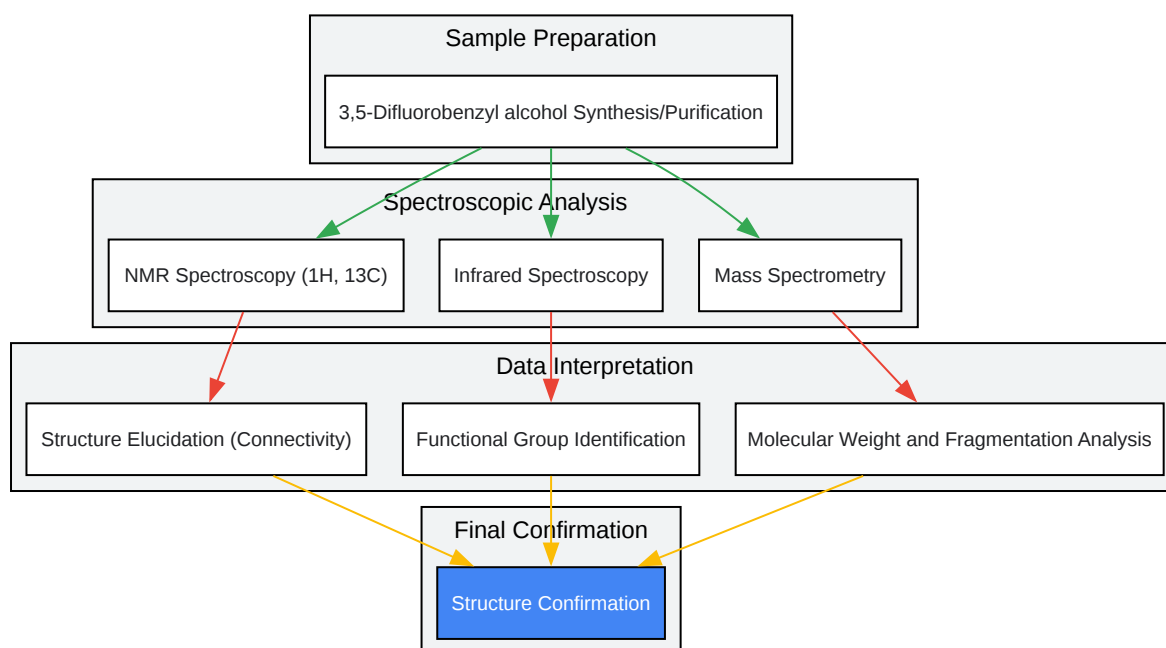 Sample Preparation
3,5-Difluorobenzyl alcohol Synthesis/Purification
Spectroscopic Analysis
NMR Spectroscopy (1H, 13C)
Infrared Spectroscopy
Mass Spectrometry
Data Interpretation
Structure Elucidation (Connectivity)
Functional Group Identification
Molecular Weight and Fragmentation Analysis
Final Confirmation
Structure Confirmation